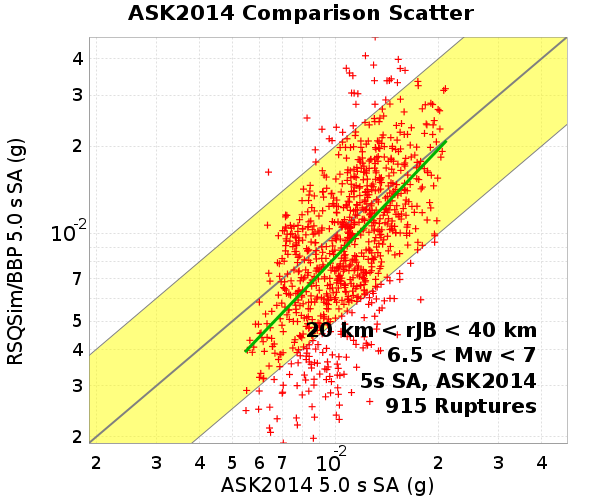 ASK2014 Comparison Scatter
RSQSim/BBP 5.0 s SA (g)
4
3
2
10-2
7
5
4
3
2
20 km < rJB < 40 km
6.5 < Mw < 7
5s SA, ASK2014
915 Ruptures
2 3 4 5 6 7 10-2 2 3 4
ASK2014 5.0 s SA (g)